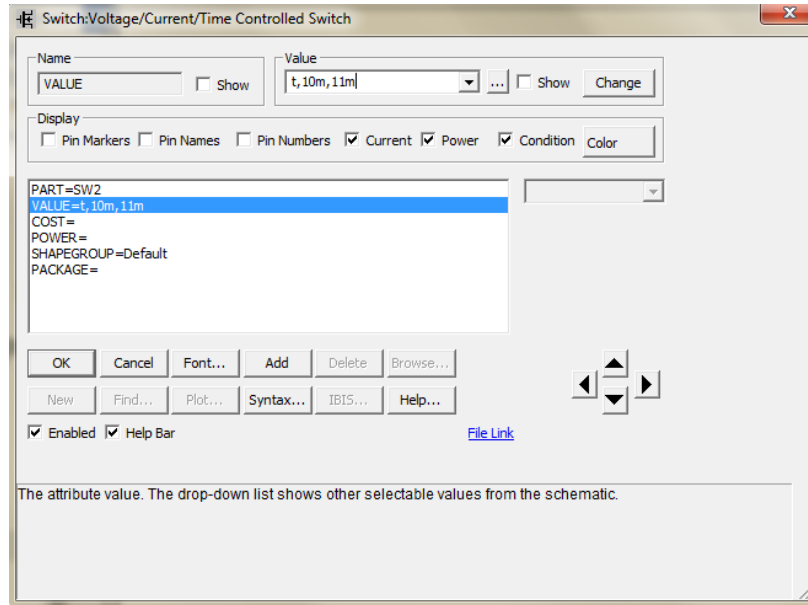 Switch:Voltage/Current/Time Controlled Switch
Name
VALUE
Show
Value
t,10m,11m
...
Show
Change
Display
Pin Markers
Pin Names
Pin Numbers
Current
Power
Condition
Color
PART=SW2
VALUE=t,10m,11m
COST=
POWER=
SHAPEGROUP=Default
PACKAGE=
OK
Cancel
Font...
Add
Delete
Browse...
New
Find...
Plot...
Syntax...
IBIS...
Help...
Enabled
Help Bar
File Link
The attribute value. The drop-down list shows other selectable values from the schematic.